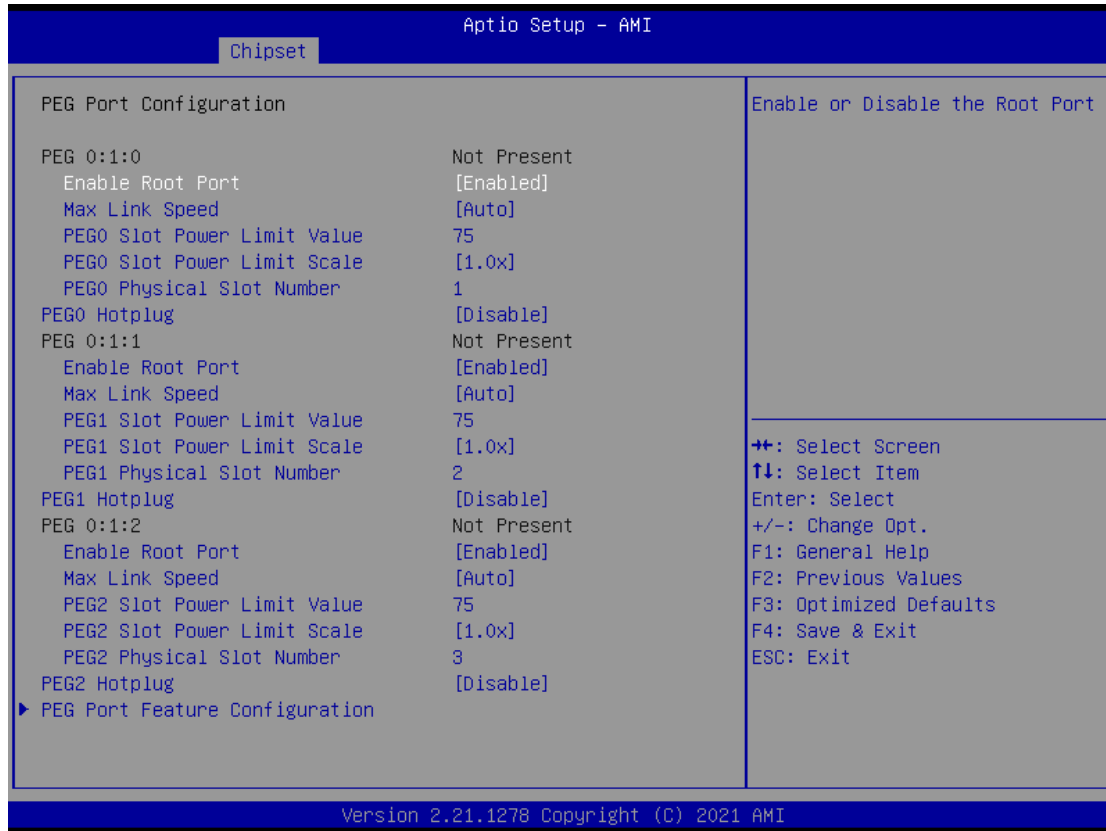 Aptio Setup – AMI
Chipset
PEG Port Configuration
PEG 0:1:0 Not Present
Enable Root Port [Enabled]
Max Link Speed [Auto]
PEG0 Slot Power Limit Value 75
PEG0 Slot Power Limit Scale [1.0x]
PEG0 Physical Slot Number 1
PEG0 Hotplug [Disable]
PEG 0:1:1 Not Present
Enable Root Port [Enabled]
Max Link Speed [Auto]
PEG1 Slot Power Limit Value 75
PEG1 Slot Power Limit Scale [1.0x]
PEG1 Physical Slot Number 2
PEG1 Hotplug [Disable]
PEG 0:1:2 Not Present
Enable Root Port [Enabled]
Max Link Speed [Auto]
PEG2 Slot Power Limit Value 75
PEG2 Slot Power Limit Scale [1.0x]
PEG2 Physical Slot Number 3
PEG2 Hotplug [Disable]
▶ PEG Port Feature Configuration
Enable or Disable the Root Port
→←: Select Screen
↑↓: Select Item
Enter: Select
+/-: Change Opt.
F1: General Help
F2: Previous Values
F3: Optimized Defaults
F4: Save & Exit
ESC: Exit
Version 2.21.1278 Copyright (C) 2021 AMI